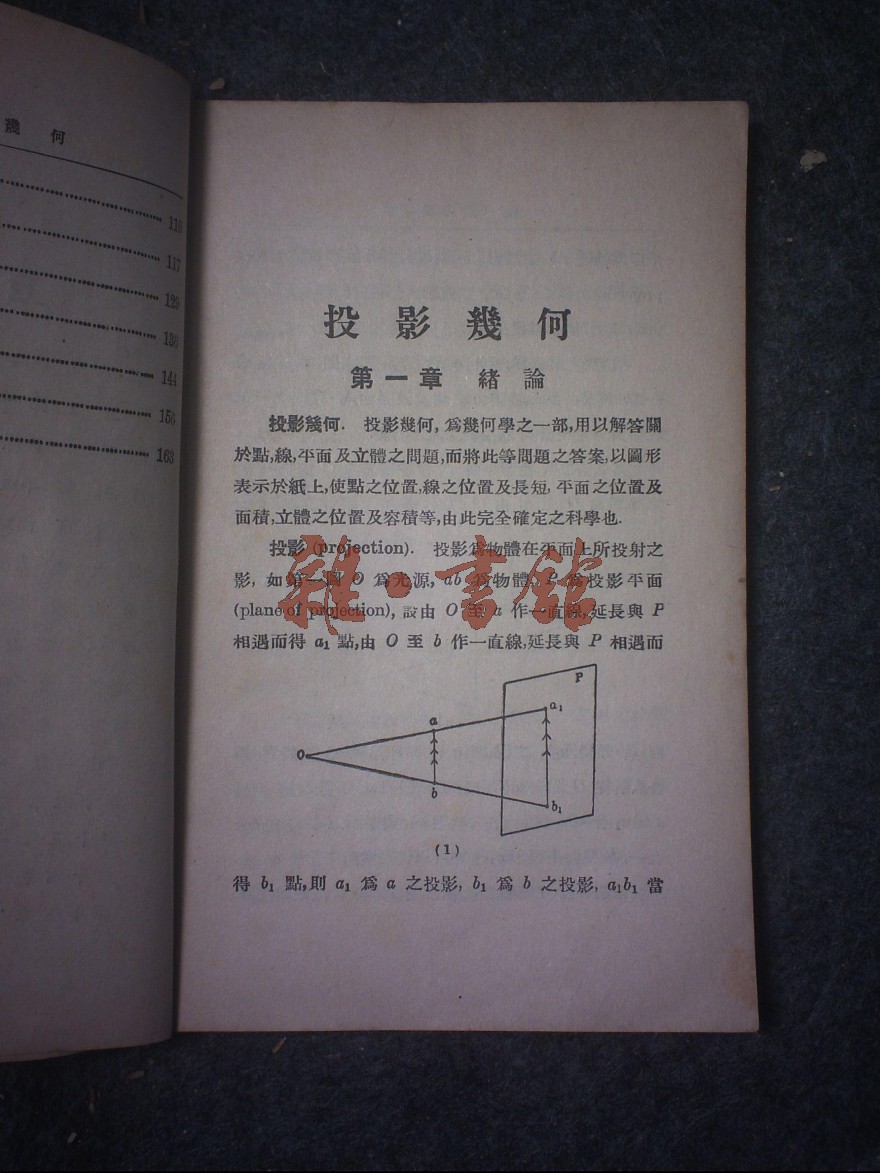 幾 何
110
117
129
136
144
156
163
投影幾何
第一章 緒論
投影幾何. 投影幾何,爲幾何學之一部,用以解答關
於點,線,平面及立體之問題,而將此等問題之答案,以圖形
表示於紙上,使點之位置,線之位置及長短, 平面之位置及
面積,立體之位置及容積等,由此完全確定之科學也.
投影 (projection). 投影爲物體在平面上所投射之
影, 如第一圖 O 爲光源, ab 爲物體, P 爲投影平面
(plane of projection), 設由 O 至 a 作一直線,延長與 P
相遇而得 a₁ 點,由 O 至 b 作一直線,延長與 P 相遇而
P
a
a₁
O
b
b₁
(1)
得 b₁ 點,則 a₁ 爲 a 之投影, b₁ 爲 b 之投影, a₁b₁ 當
雜·書館